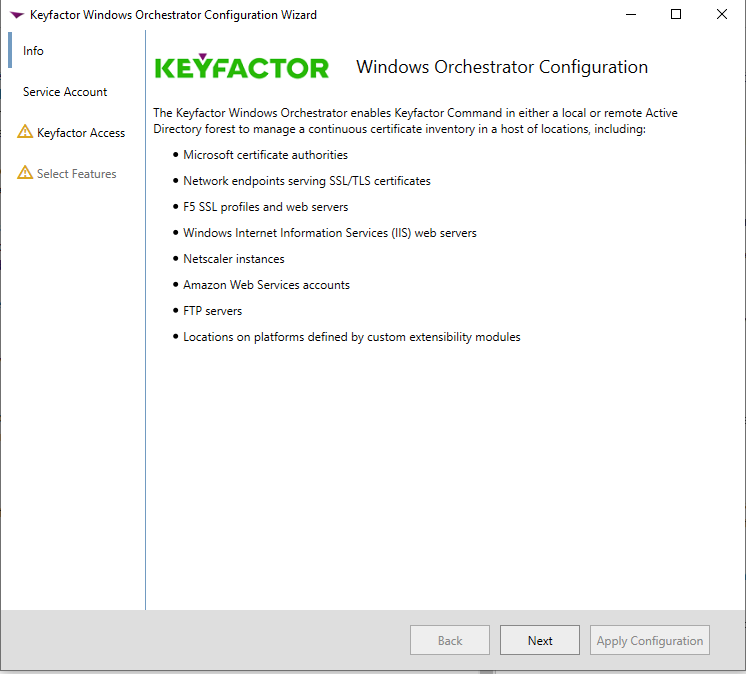 Keyfactor Windows Orchestrator Configuration Wizard
Info
Service Account
Keyfactor Access
Select Features
KEYFACTOR
Windows Orchestrator Configuration
The Keyfactor Windows Orchestrator enables Keyfactor Command in either a local or remote Active
Directory forest to manage a continuous certificate inventory in a host of locations, including:
• Microsoft certificate authorities
• Network endpoints serving SSL/TLS certificates
• F5 SSL profiles and web servers
• Windows Internet Information Services (IIS) web servers
• Netscaler instances
• Amazon Web Services accounts
• FTP servers
• Locations on platforms defined by custom extensibility modules
Back
Next
Apply Configuration